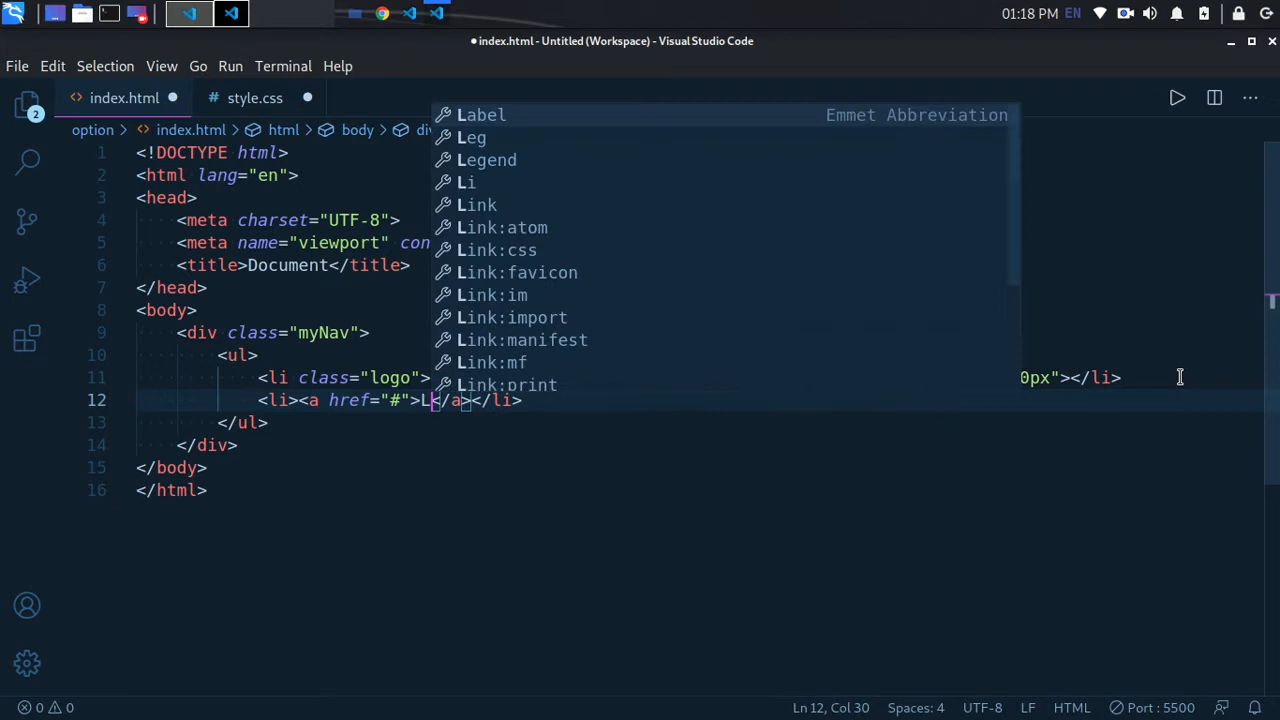 01:18 PM EN
index.html - Untitled (Workspace) - Visual Studio Code
File Edit Selection View Go Run Terminal Help
2
index.html style.css
option > index.html > html > body > div
1 <!DOCTYPE html>
2 <html lang="en">
3 <head>
4 <meta charset="UTF-8">
5 <meta name="viewport" con
6 <title>Document</title>
7 </head>
8 <body>
9 <div class="myNav">
10 <ul>
11 <li class="logo"> 0px"></li>
12 <li><a href="#">L</a></li>
13 </ul>
14 </div>
15 </body>
16 </html>
Label Emmet Abbreviation
Leg
Legend
Li
Link
Link:atom
Link:css
Link:favicon
Link:im
Link:import
Link:manifest
Link:mf
Link:print
0 0 Ln 12, Col 30 Spaces: 4 UTF-8 LF HTML Port : 5500